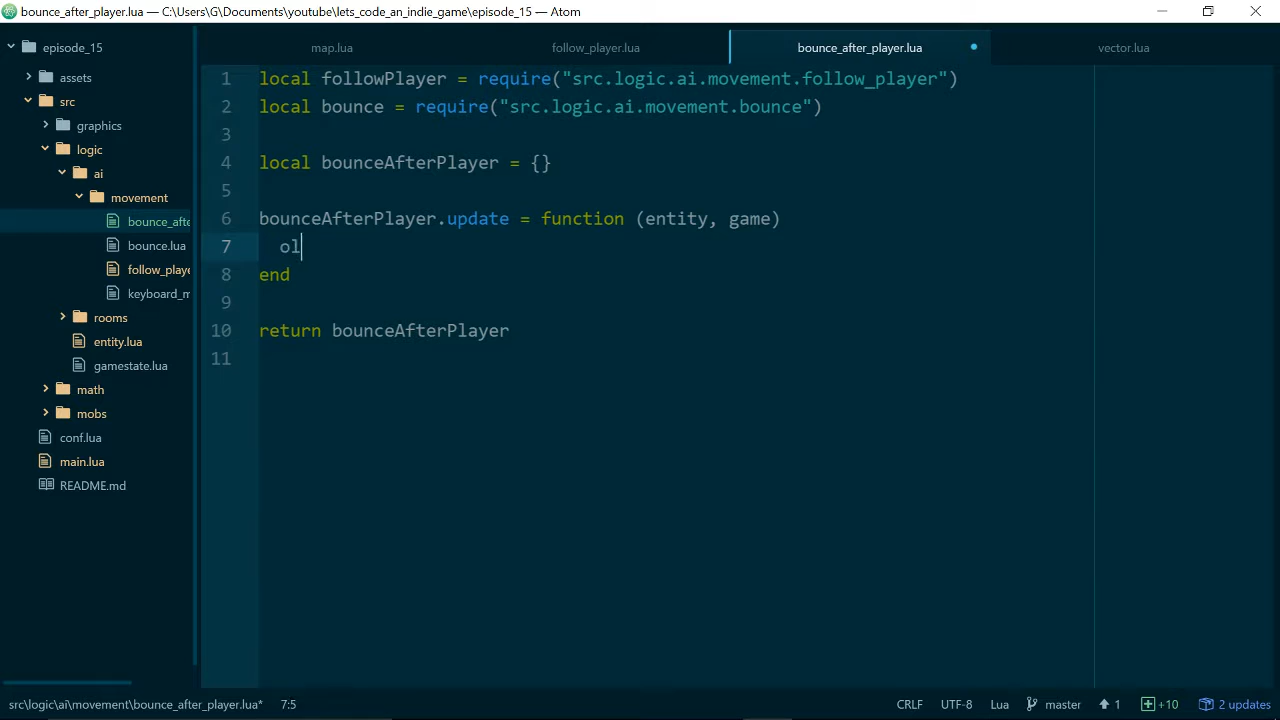 bounce_after_player.lua — C:\Users\G\Documents\youtube\lets_code_an_indie_game\episode_15 — Atom
episode_15
assets
src
graphics
logic
ai
movement
bounce_afte
bounce.lua
follow_playe
keyboard_m
rooms
entity.lua
gamestate.lua
math
mobs
conf.lua
main.lua
README.md
map.lua
follow_player.lua
bounce_after_player.lua
vector.lua
1 local followPlayer = require("src.logic.ai.movement.follow_player")
2 local bounce = require("src.logic.ai.movement.bounce")
3
4 local bounceAfterPlayer = {}
5
6 bounceAfterPlayer.update = function (entity, game)
7 ol
8 end
9
10 return bounceAfterPlayer
11
src\logic\ai\movement\bounce_after_player.lua* 7:5 CRLF UTF-8 Lua master 1 +10 2 updates